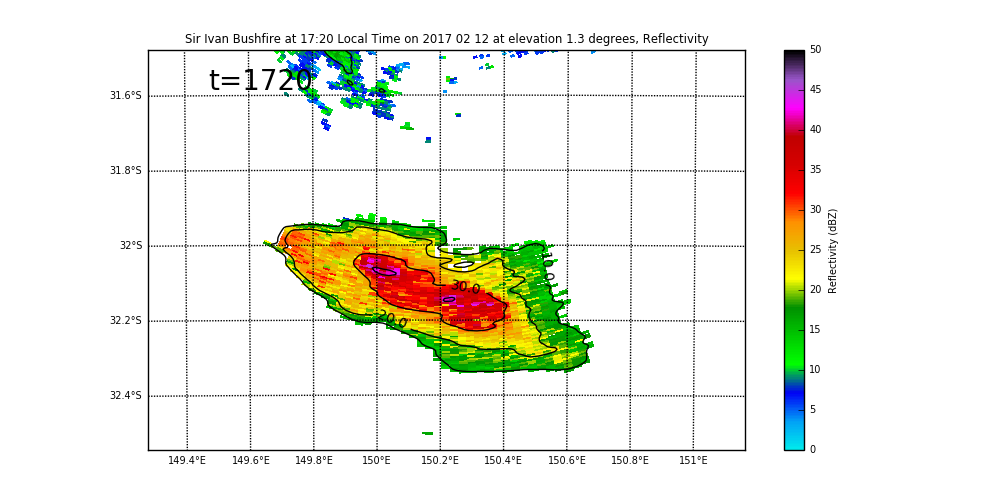 Sir Ivan Bushfire at 17:20 Local Time on 2017 02 12 at elevation 1.3 degrees, Reflectivity
t=1720
31.6°S
31.8°S
32°S
32.2°S
32.4°S
149.4°E 149.6°E 149.8°E 150°E 150.2°E 150.4°E 150.6°E 150.8°E 151°E
30.0
20.0
10.0
50
45
40
35
30
25
20
15
10
5
0
Reflectivity (dBZ)